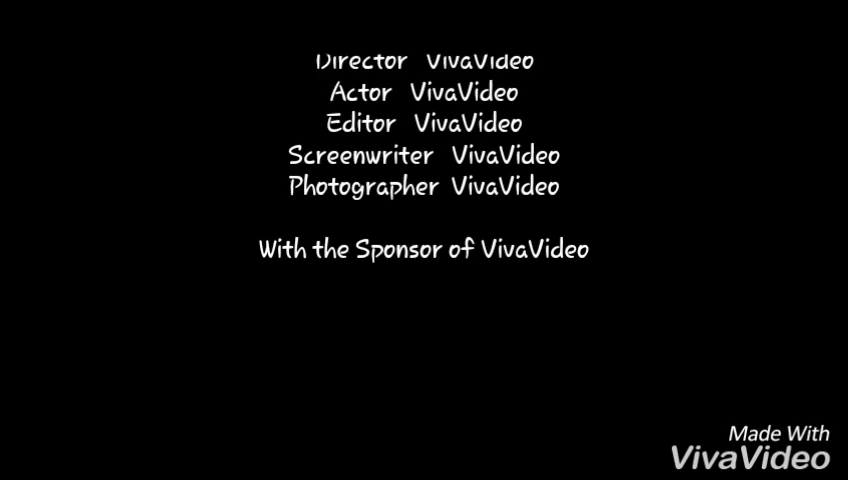 Director VivaVideo
Actor VivaVideo
Editor VivaVideo
Screenwriter VivaVideo
Photographer VivaVideo
With the Sponsor of VivaVideo
Made With
VivaVideo